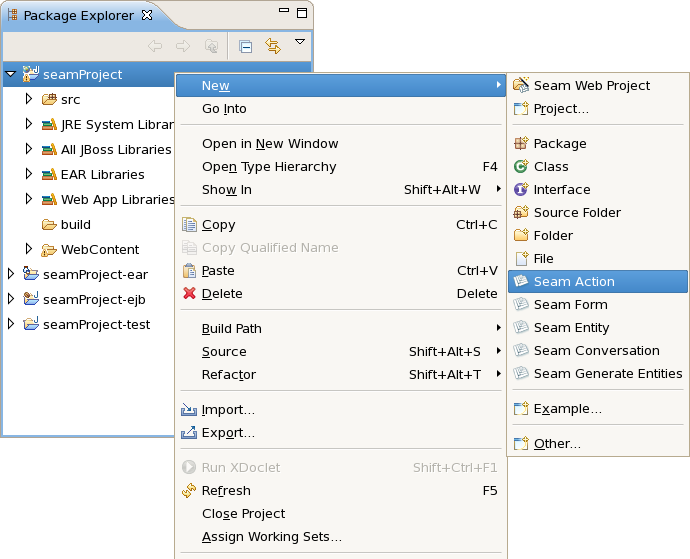 Package Explorer
seamProject
src
JRE System Librar
All JBoss Libraries
EAR Libraries
Web App Libraries
build
WebContent
seamProject-ear
seamProject-ejb
seamProject-test
New
Go Into
Open in New Window
Open Type Hierarchy F4
Show In Shift+Alt+W
Copy Ctrl+C
Copy Qualified Name
Paste Ctrl+V
Delete Delete
Build Path
Source Shift+Alt+S
Refactor Shift+Alt+T
Import...
Export...
Run XDoclet Shift+Ctrl+F1
Refresh F5
Close Project
Assign Working Sets...
Seam Web Project
Project...
Package
Class
Interface
Source Folder
Folder
File
Seam Action
Seam Form
Seam Entity
Seam Conversation
Seam Generate Entities
Example...
Other...